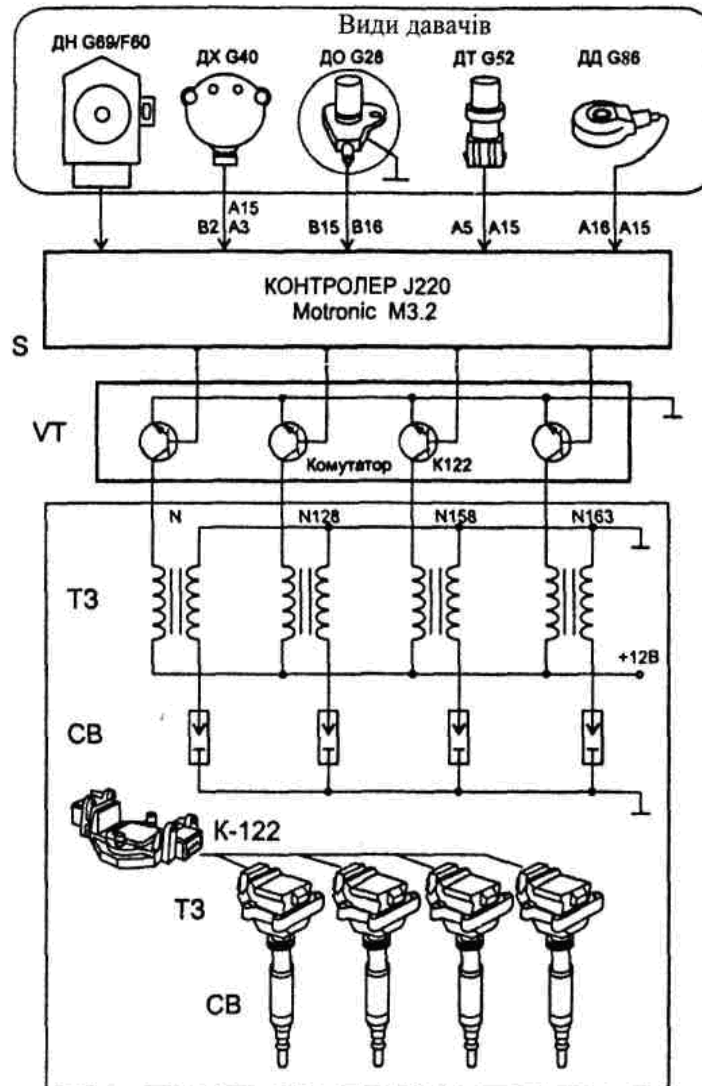 Види давачів
ДН G69/F60 ДХ G40 ДО G28 ДТ G52 ДД G86
A15
B2 A3 B15 B16 A5 A15 A16 A15
КОНТРОЛЕР J220
Motronic M3.2
S
VT
Комутатор K122
N N128 N158 N163
ТЗ
+12В
СВ
К-122
ТЗ
СВ